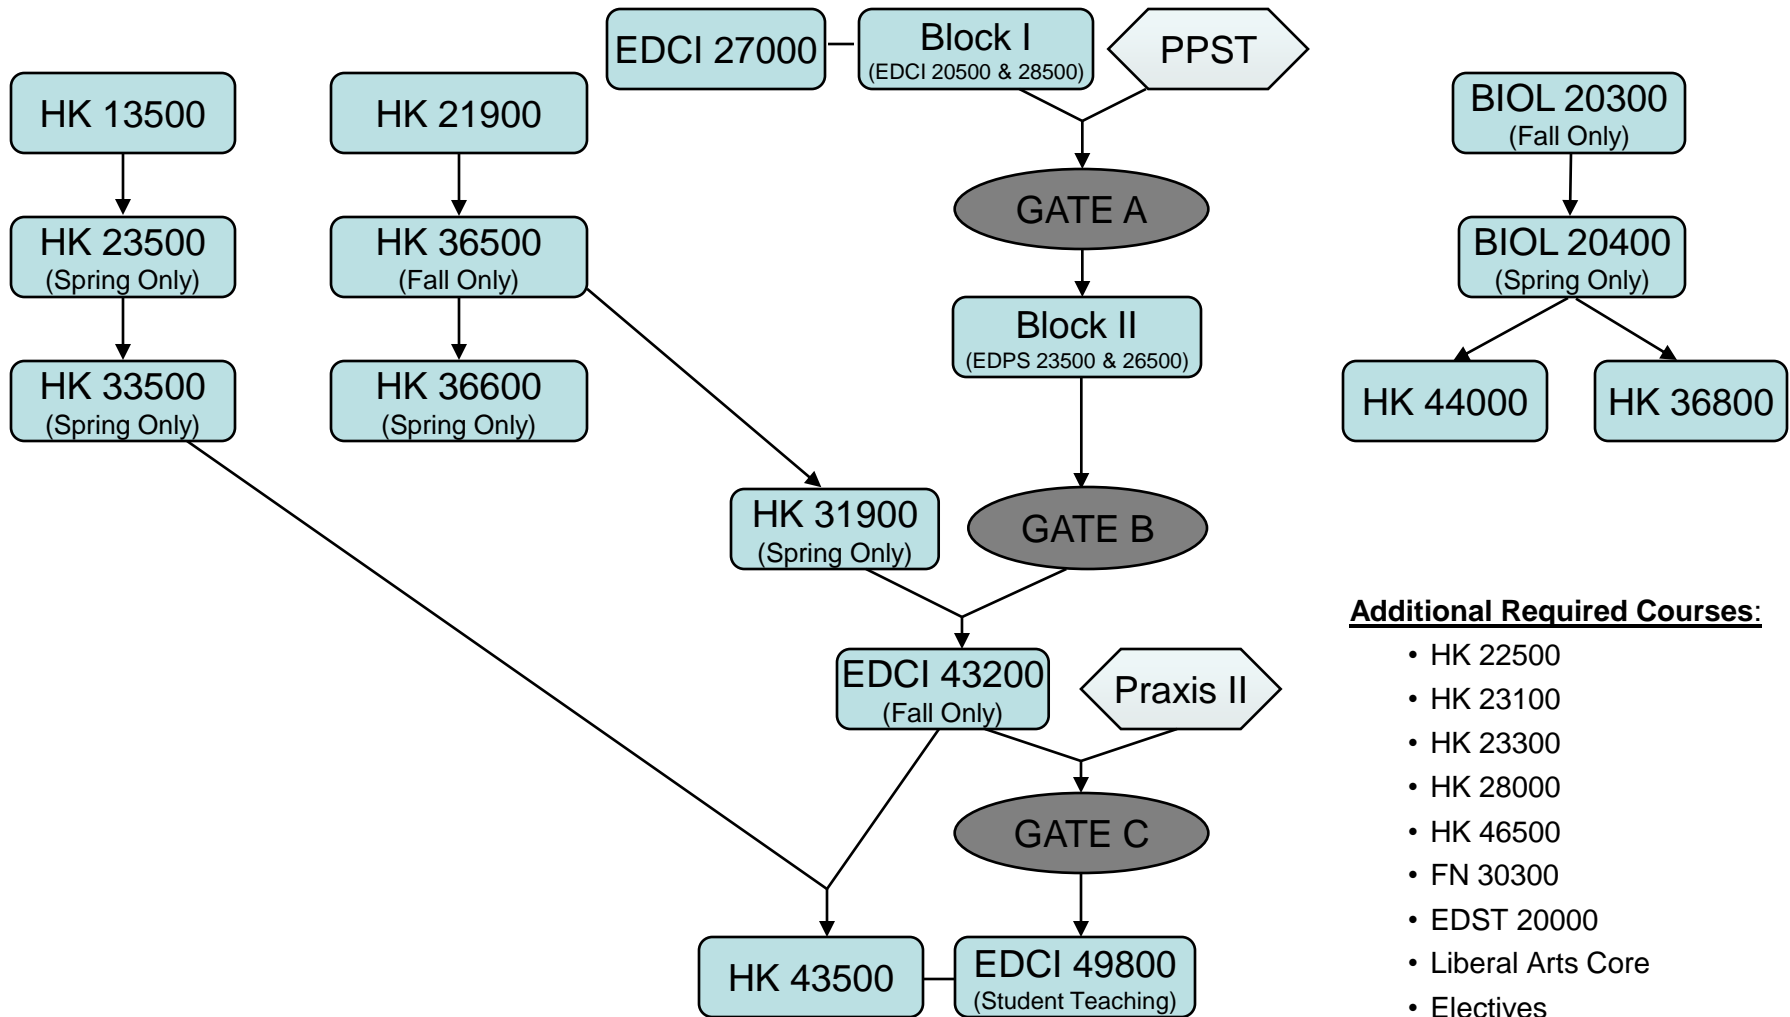 EDCI 27000
Block I
(EDCI 20500 & 28500)
PPST
HK 13500
HK 21900
BIOL 20300
(Fall Only)
GATE A
HK 23500
(Spring Only)
HK 36500
(Fall Only)
BIOL 20400
(Spring Only)
Block II
(EDPS 23500 & 26500)
HK 33500
(Spring Only)
HK 36600
(Spring Only)
HK 44000
HK 36800
HK 31900
(Spring Only)
GATE B
EDCI 43200
(Fall Only)
Praxis II
GATE C
HK 43500
EDCI 49800
(Student Teaching)
Additional Required Courses:
• HK 22500
• HK 23100
• HK 23300
• HK 28000
• HK 46500
• FN 30300
• EDST 20000
• Liberal Arts Core
• Electives